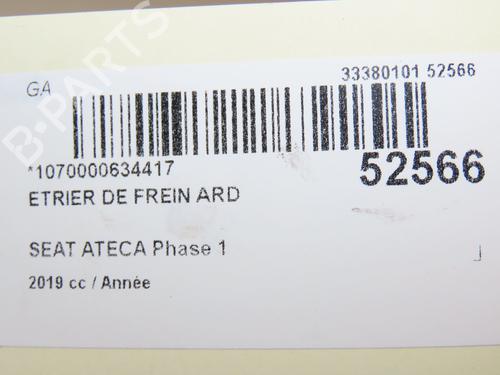 GA
33380101 52566
*1070000634417
52566
ETRIER DE FREIN ARD
SEAT ATECA Phase 1
2019 cc / Année
B-PARTS